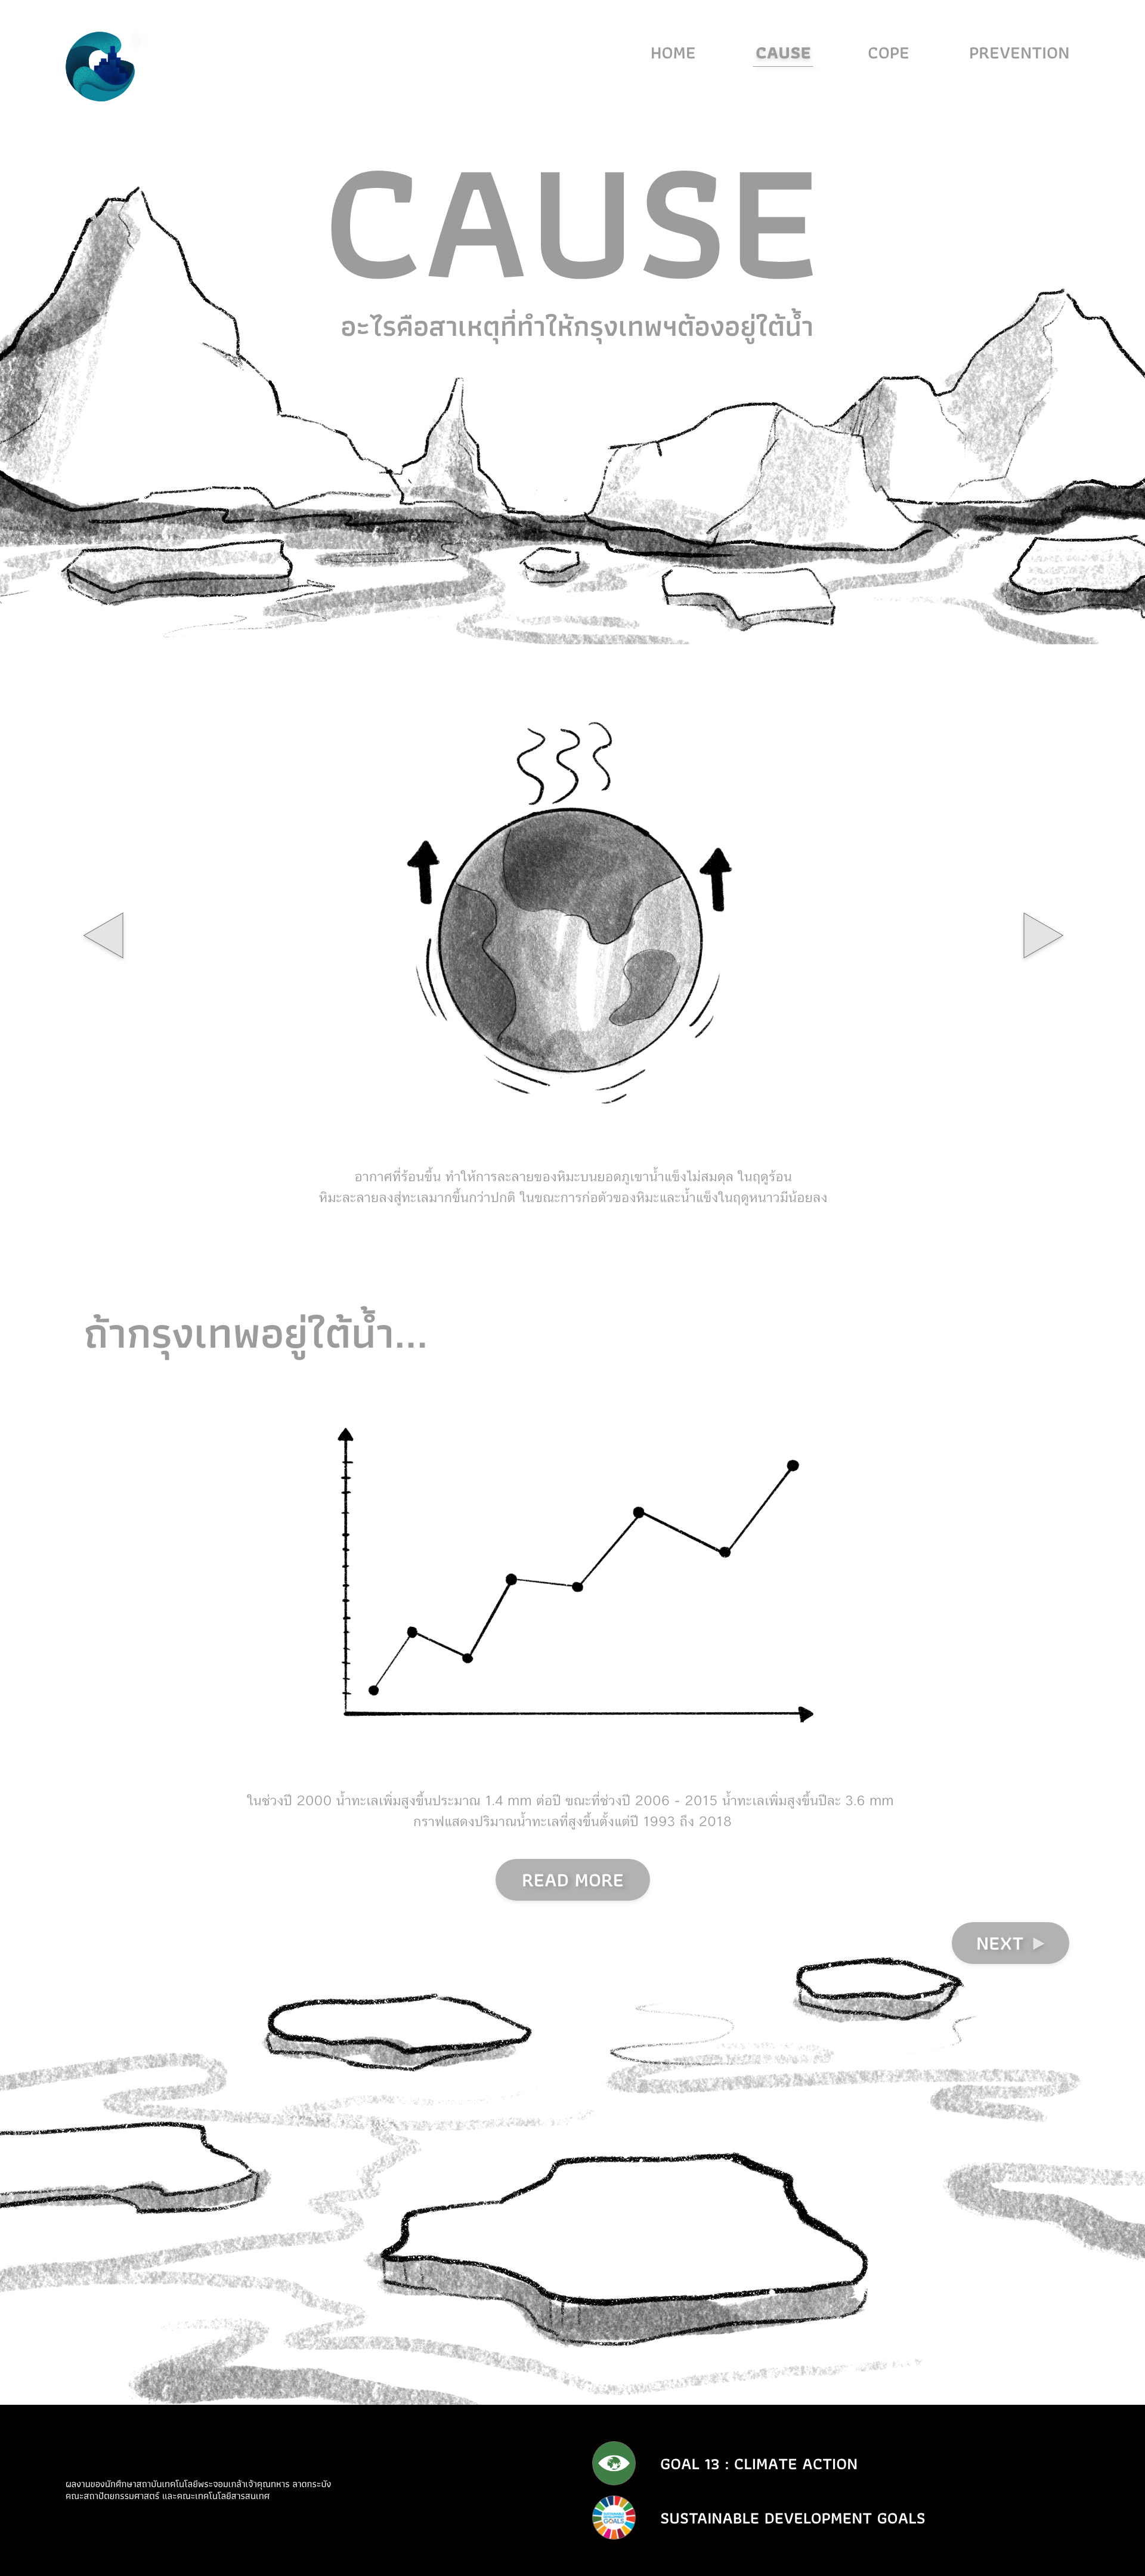 HOME CAUSE COPE PREVENTION
CAUSE
อะไรคือสาเหตุที่ทำให้กรุงเทพฯต้องอยู่ใต้น้ำ
อากาศที่ร้อนขึ้น ทำให้การละลายของหิมะบนยอดภูเขาน้ำแข็งไม่สมดุล ในฤดูร้อน
หิมะละลายลงสู่ทะเลมากขึ้นกว่าปกติ ในขณะการก่อตัวของหิมะและน้ำแข็งในฤดูหนาวมีน้อยลง
ถ้ากรุงเทพอยู่ใต้น้ำ...
ในช่วงปี 2000 น้ำทะเลเพิ่มสูงขึ้นประมาณ 1.4 mm ต่อปี ขณะที่ช่วงปี 2006 - 2015 น้ำทะเลเพิ่มสูงขึ้นปีละ 3.6 mm
กราฟแสดงปริมาณน้ำทะเลที่สูงขึ้นตั้งแต่ปี 1993 ถึง 2018
READ MORE
NEXT
ผลงานของนักศึกษาสถาบันเทคโนโลยีพระจอมเกล้าเจ้าคุณทหาร ลาดกระบัง
คณะสถาปัตยกรรมศาสตร์ และคณะเทคโนโลยีสารสนเทศ
GOAL 13 : CLIMATE ACTION
SUSTAINABLE DEVELOPMENT GOALS